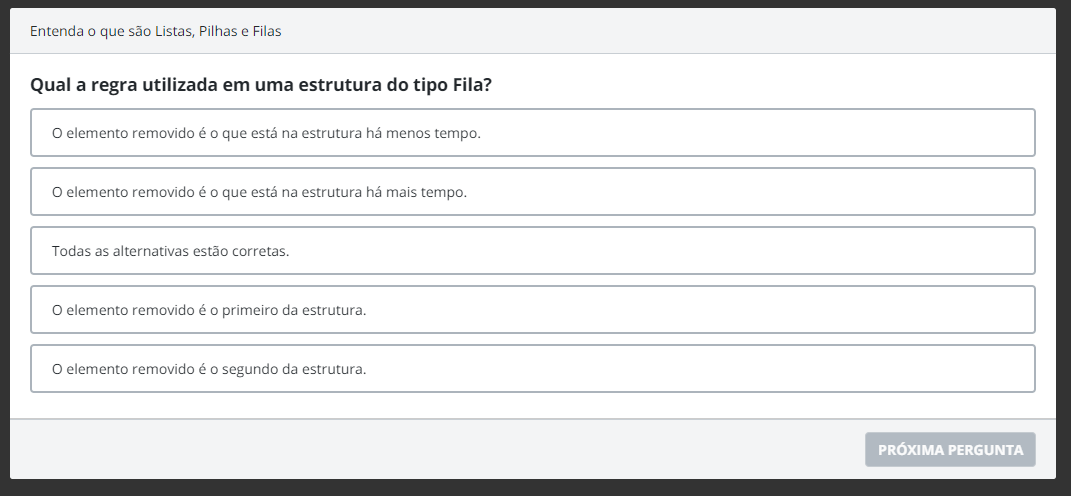 Entenda o que são Listas, Pilhas e Filas
Qual a regra utilizada em uma estrutura do tipo Fila?
O elemento removido é o que está na estrutura há menos tempo.
O elemento removido é o que está na estrutura há mais tempo.
Todas as alternativas estão corretas.
O elemento removido é o primeiro da estrutura.
O elemento removido é o segundo da estrutura.
PRÓXIMA PERGUNTA